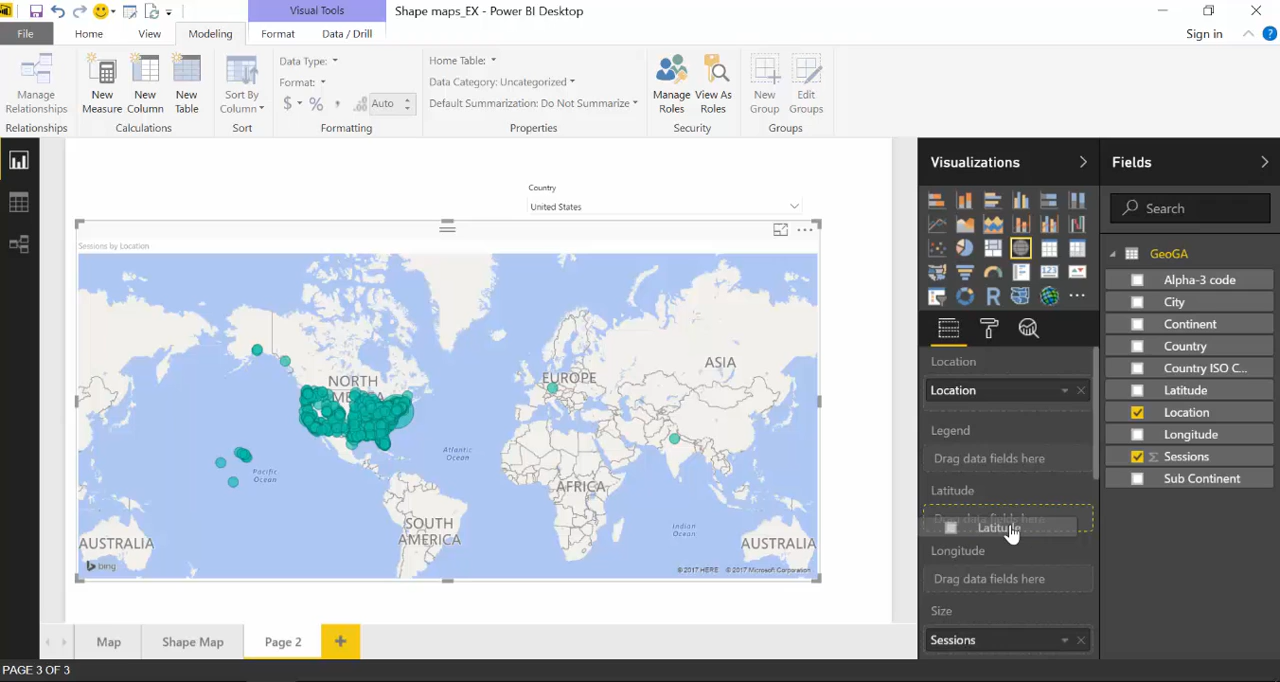 Visual Tools
Shape maps_EX - Power BI Desktop
File
Home
View
Modeling
Format
Data / Drill
Sign in
Manage
Relationships
New
Measure
New
Column
New
Table
Sort By
Column
Data Type:
Format:
$ % , .00 Auto
Home Table:
Data Category: Uncategorized
Default Summarization: Do Not Summarize
Manage
Roles
View As
Roles
New
Group
Edit
Groups
Relationships
Calculations
Sort
Formatting
Properties
Security
Groups
Country
United States
Sessions by Location
NORTH
AMERICA
EUROPE
ASIA
Atlantic
Ocean
Pacific
Ocean
AFRICA
SOUTH
AMERICA
Indian
Ocean
AUSTRALIA
AUSTRALIA
bing
© 2017 HERE © 2017 Microsoft Corporation
Visualizations
Location
Location
Legend
Drag data fields here
Latitude
Drag data fields here
Latitude
Longitude
Drag data fields here
Size
Sessions
Fields
Search
GeoGA
Alpha-3 code
City
Continent
Country
Country ISO C...
Latitude
Location
Longitude
Σ Sessions
Sub Continent
Map
Shape Map
Page 2
+
PAGE 3 OF 3